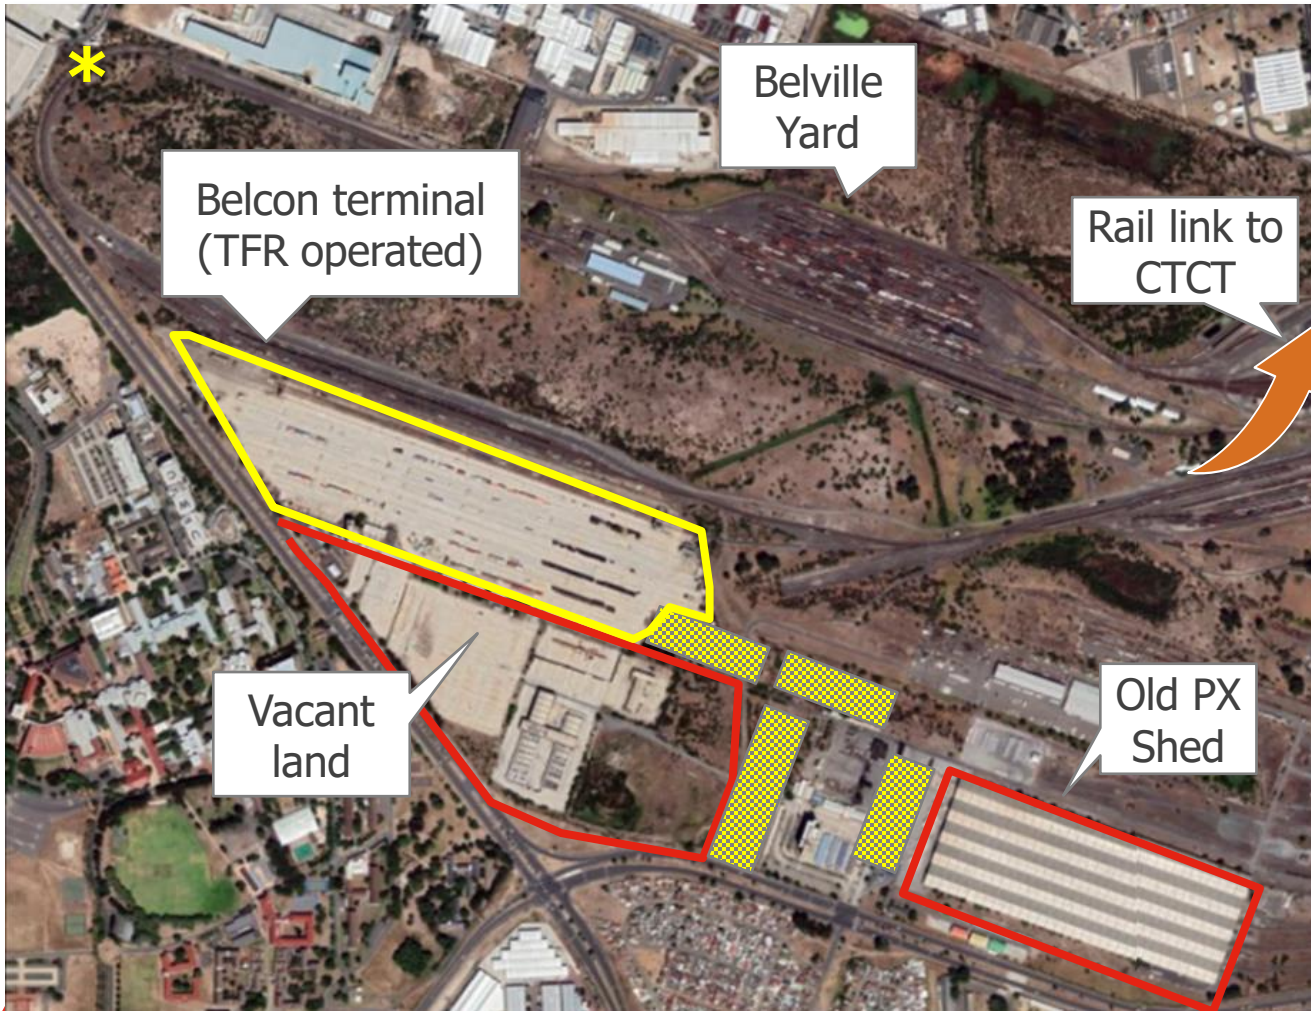 *
Belville
Yard
Belcon terminal
(TFR operated)
Rail link to
CTCT
Vacant
land
Old PX
Shed